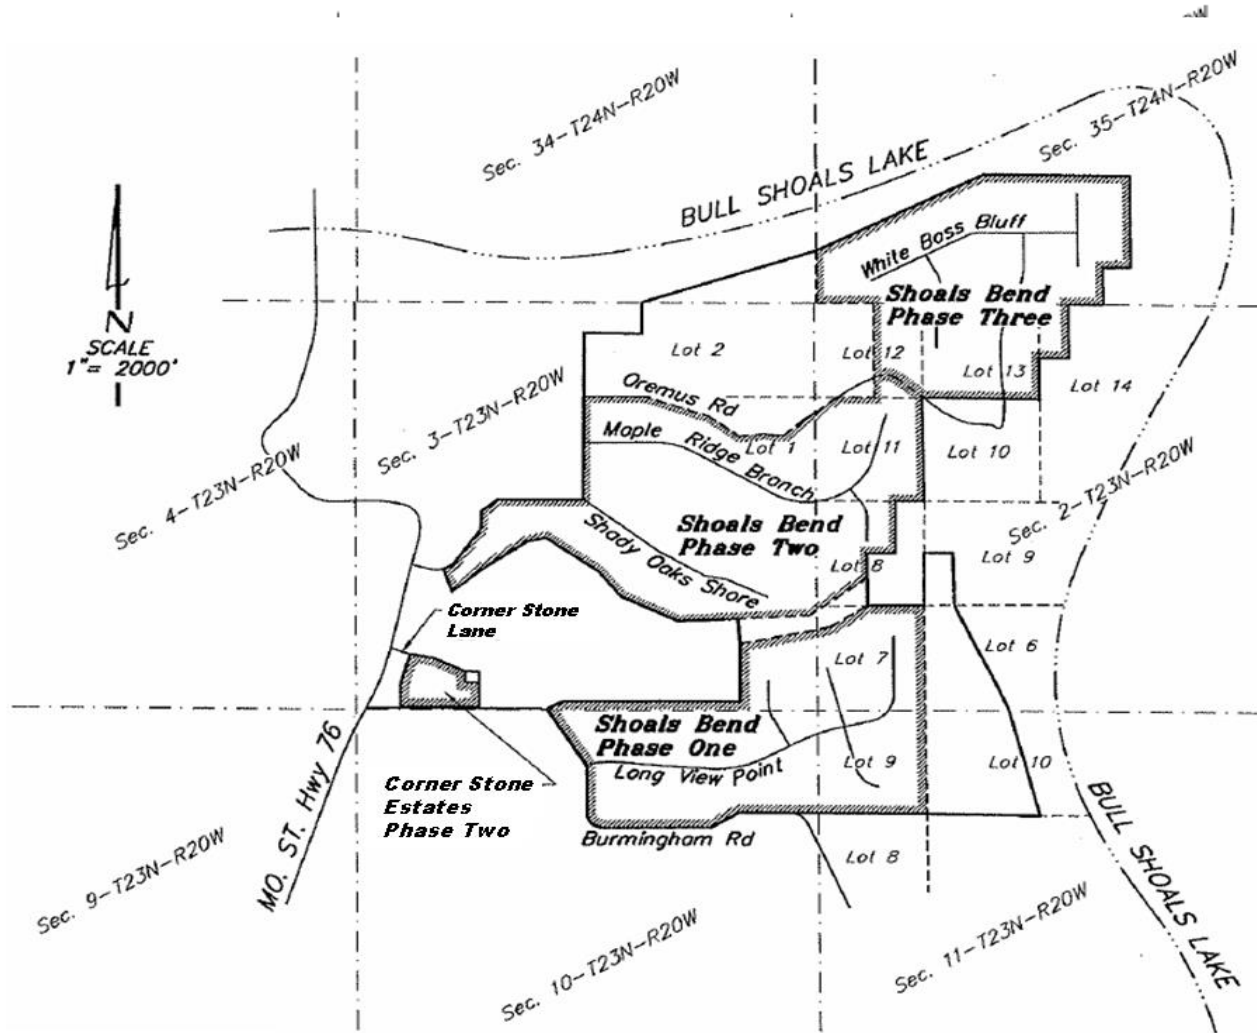 Sec. 34-T24N-R20W
Sec. 35-T24N-R20W
BULL SHOALS LAKE
White Bass Bluff
Shoals Bend
Phase Three
N
SCALE
1"= 2000'
Lot 2
Lot 12
Lot 13
Lot 14
Oremus Rd
Sec. 3-T23N-R20W
Maple Ridge Branch
Lot 1
Lot 11
Lot 10
Sec. 4-T23N-R20W
Sec. 2-T23N-R20W
Shoals Bend
Phase Two
Shady Oaks Shore
Lot 8
Lot 9
Corner Stone
Lane
Lot 7
Lot 6
Shoals Bend
Phase One
Long View Point
Lot 9
Lot 10
MO. ST. Hwy 76
Corner Stone
Estates
Phase Two
Burmingham Rd
Lot 8
BULL SHOALS LAKE
Sec. 9-T23N-R20W
Sec. 10-T23N-R20W
Sec. 11-T23N-R20W